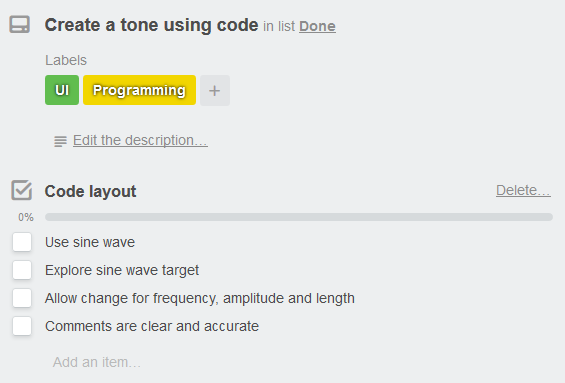 Create a tone using code in list Done
Labels
UI Programming +
Edit the description...
Code layout Delete...
0%
Use sine wave
Explore sine wave target
Allow change for frequency, amplitude and length
Comments are clear and accurate
Add an item...